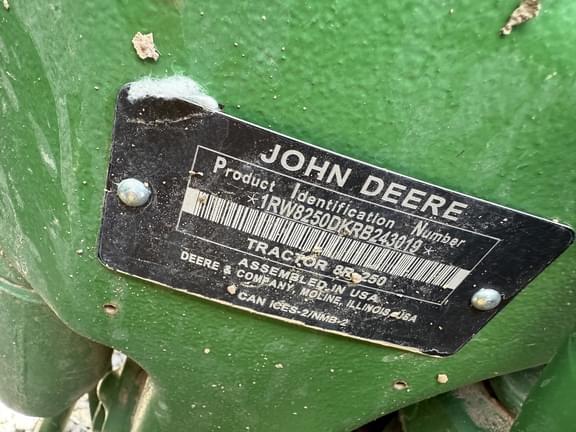 JOHN DEERE
Product Identification Number
*1RW8250DKRB243019*
TRACTOR 8R 250
ASSEMBLED IN USA
DEERE & COMPANY, MOLINE, ILLINOIS, USA
CAN ICES-2/NMB-2